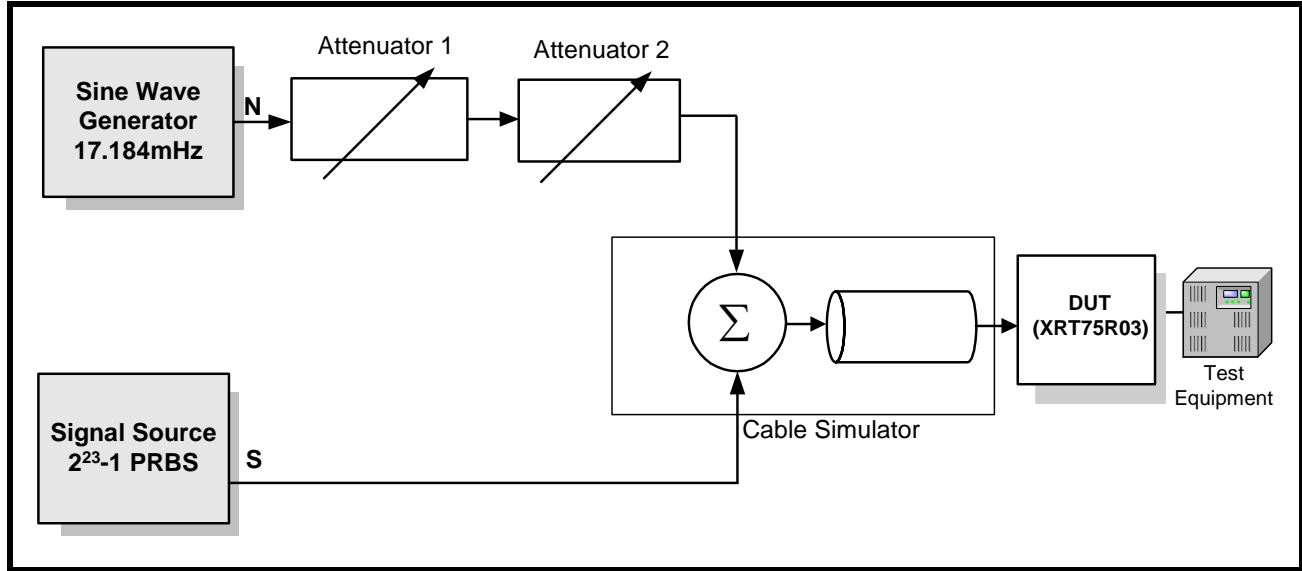 Attenuator 1
Attenuator 2
Sine Wave
Generator
17.184mHz
N
Σ
DUT
(XRT75R03)
Test
Equipment
Cable Simulator
Signal Source
2²³-1 PRBS
S